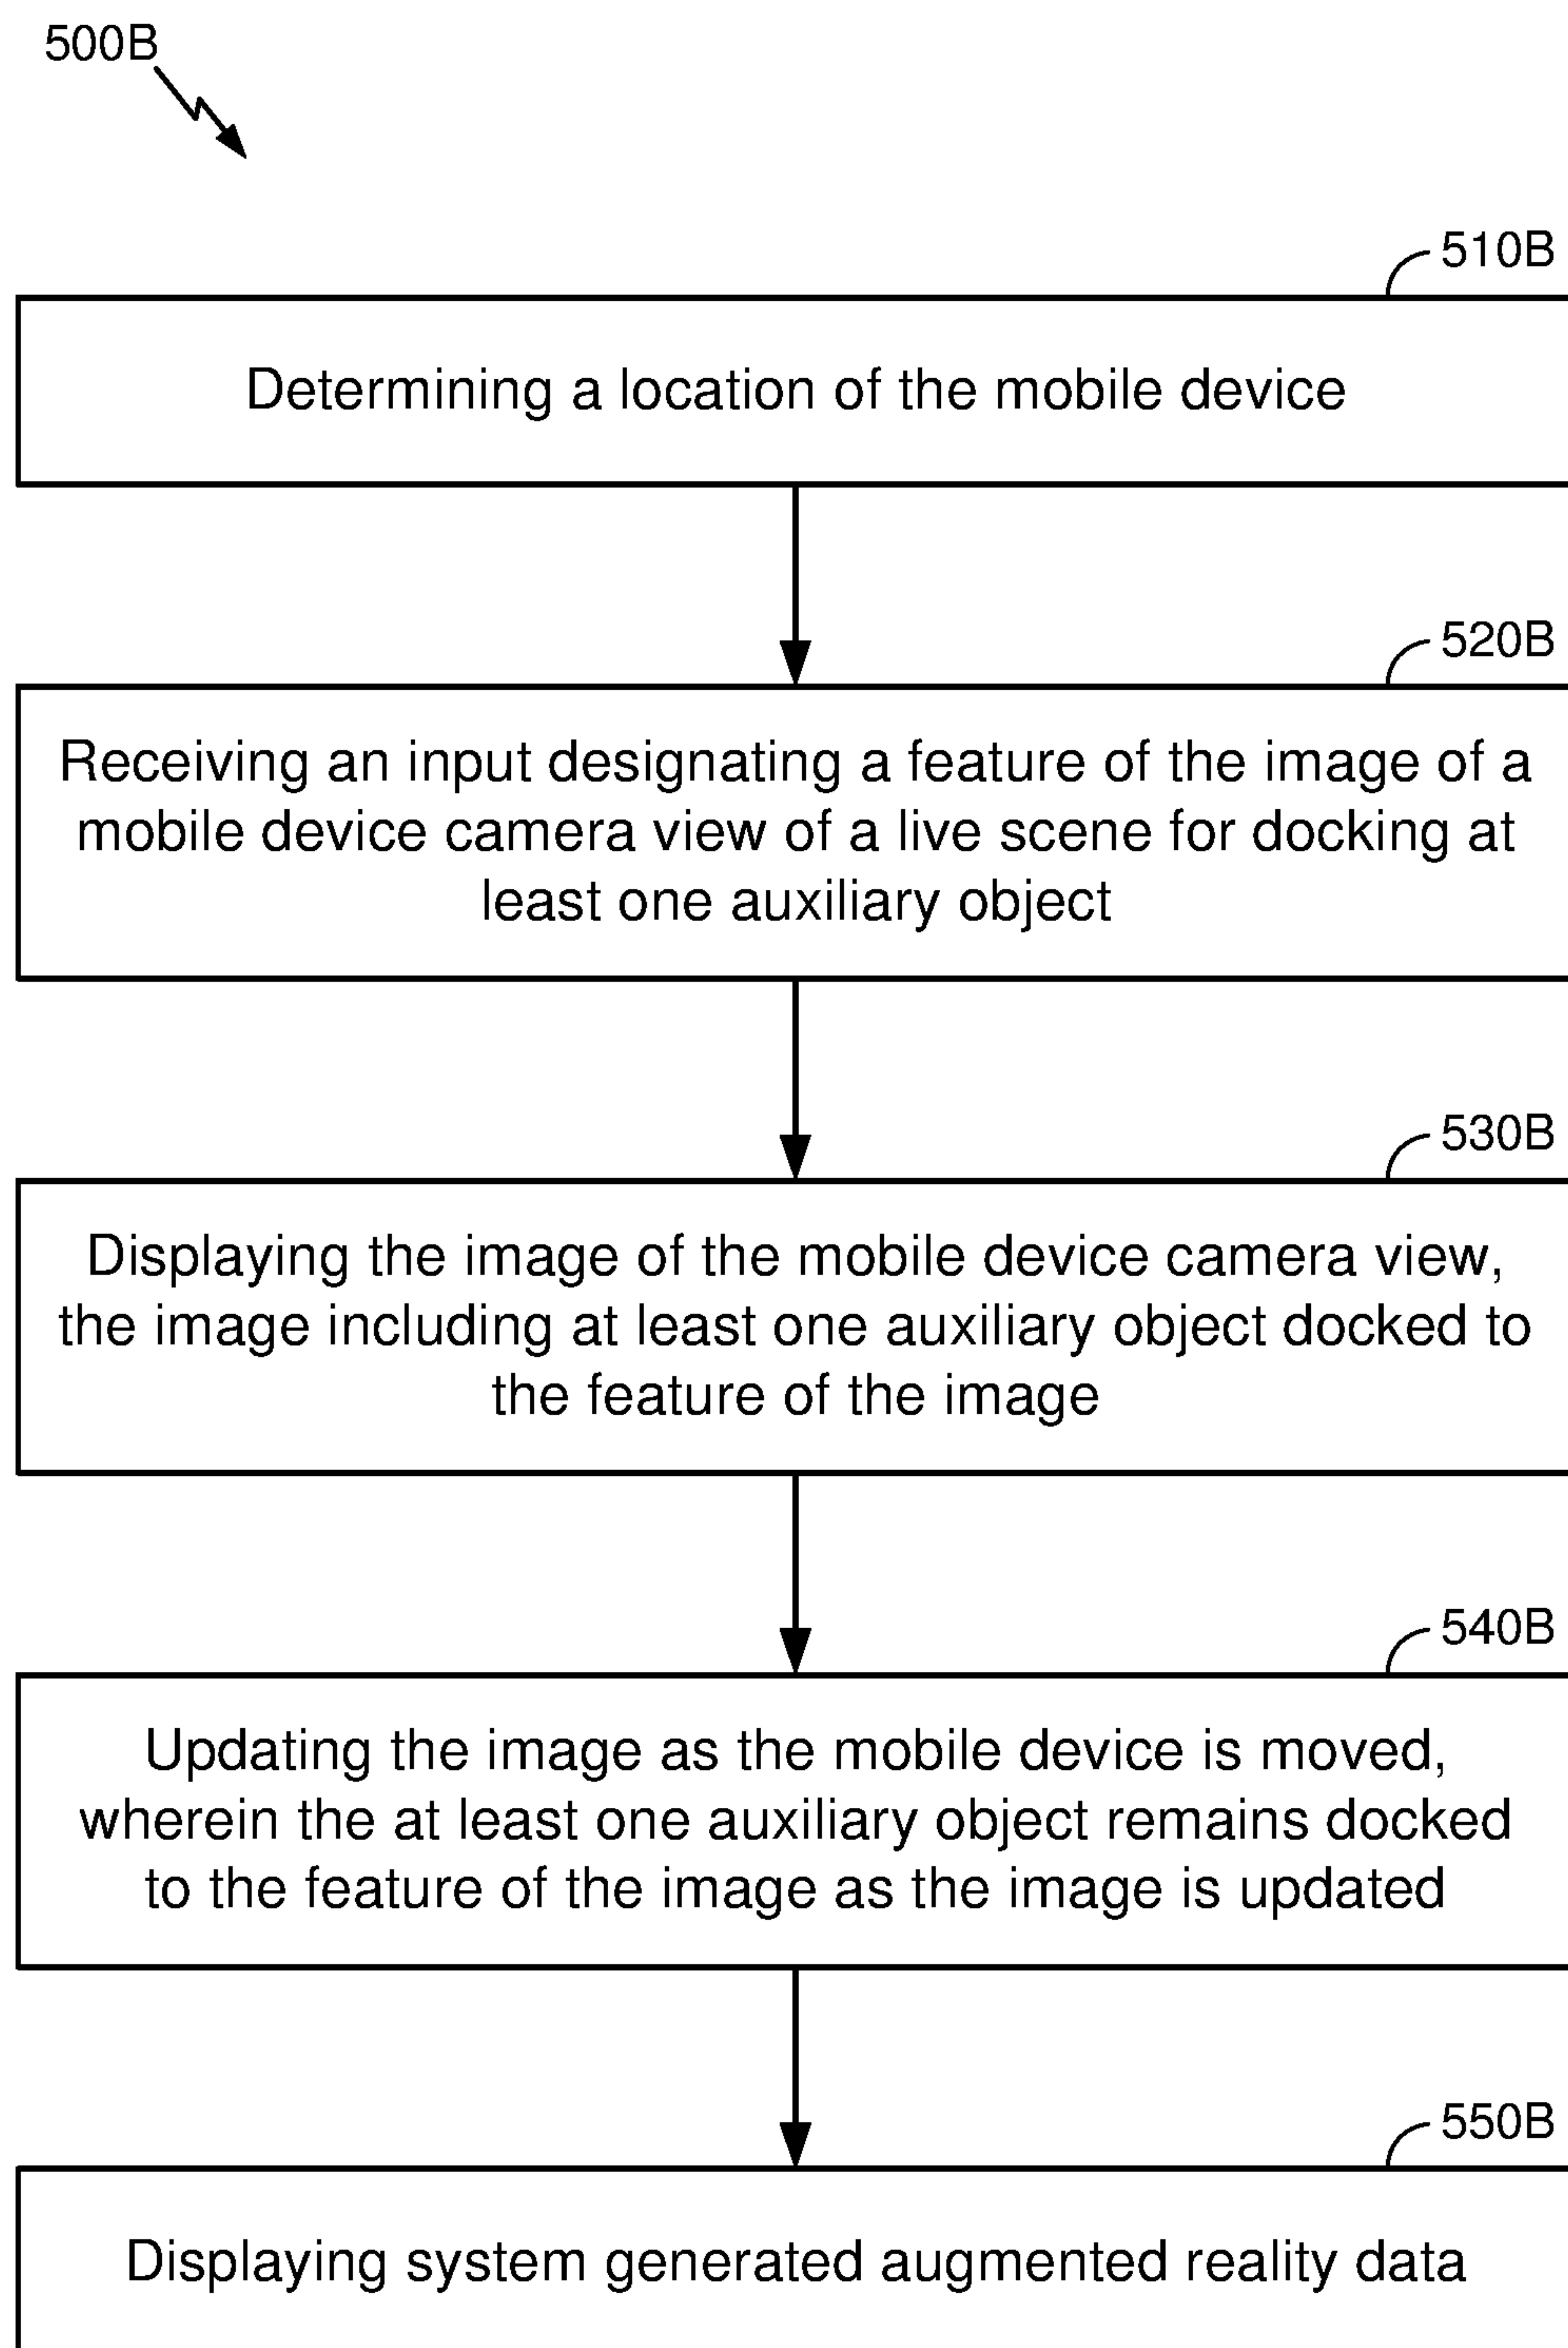 500B
510B
Determining a location of the mobile device
520B
Receiving an input designating a feature of the image of a
mobile device camera view of a live scene for docking at
least one auxiliary object
530B
Displaying the image of the mobile device camera view,
the image including at least one auxiliary object docked to
the feature of the image
540B
Updating the image as the mobile device is moved,
wherein the at least one auxiliary object remains docked
to the feature of the image as the image is updated
550B
Displaying system generated augmented reality data